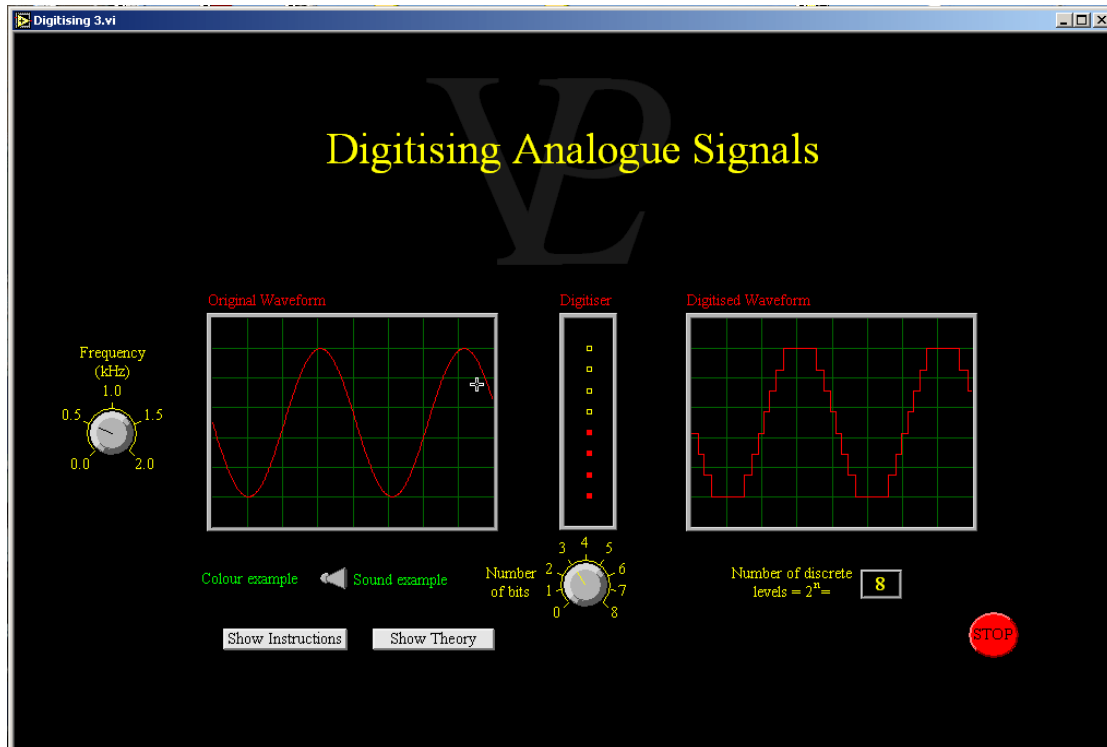 Digitising 3.vi
VPL
Digitising Analogue Signals
Original Waveform
Digitiser
Digitised Waveform
Frequency
(kHz)
1.0
0.5
1.5
0.0
2.0
Colour example
Sound example
Number
of bits
0
1
2
3
4
5
6
7
8
Number of discrete
levels = 2ⁿ=
8
Show Instructions
Show Theory
STOP